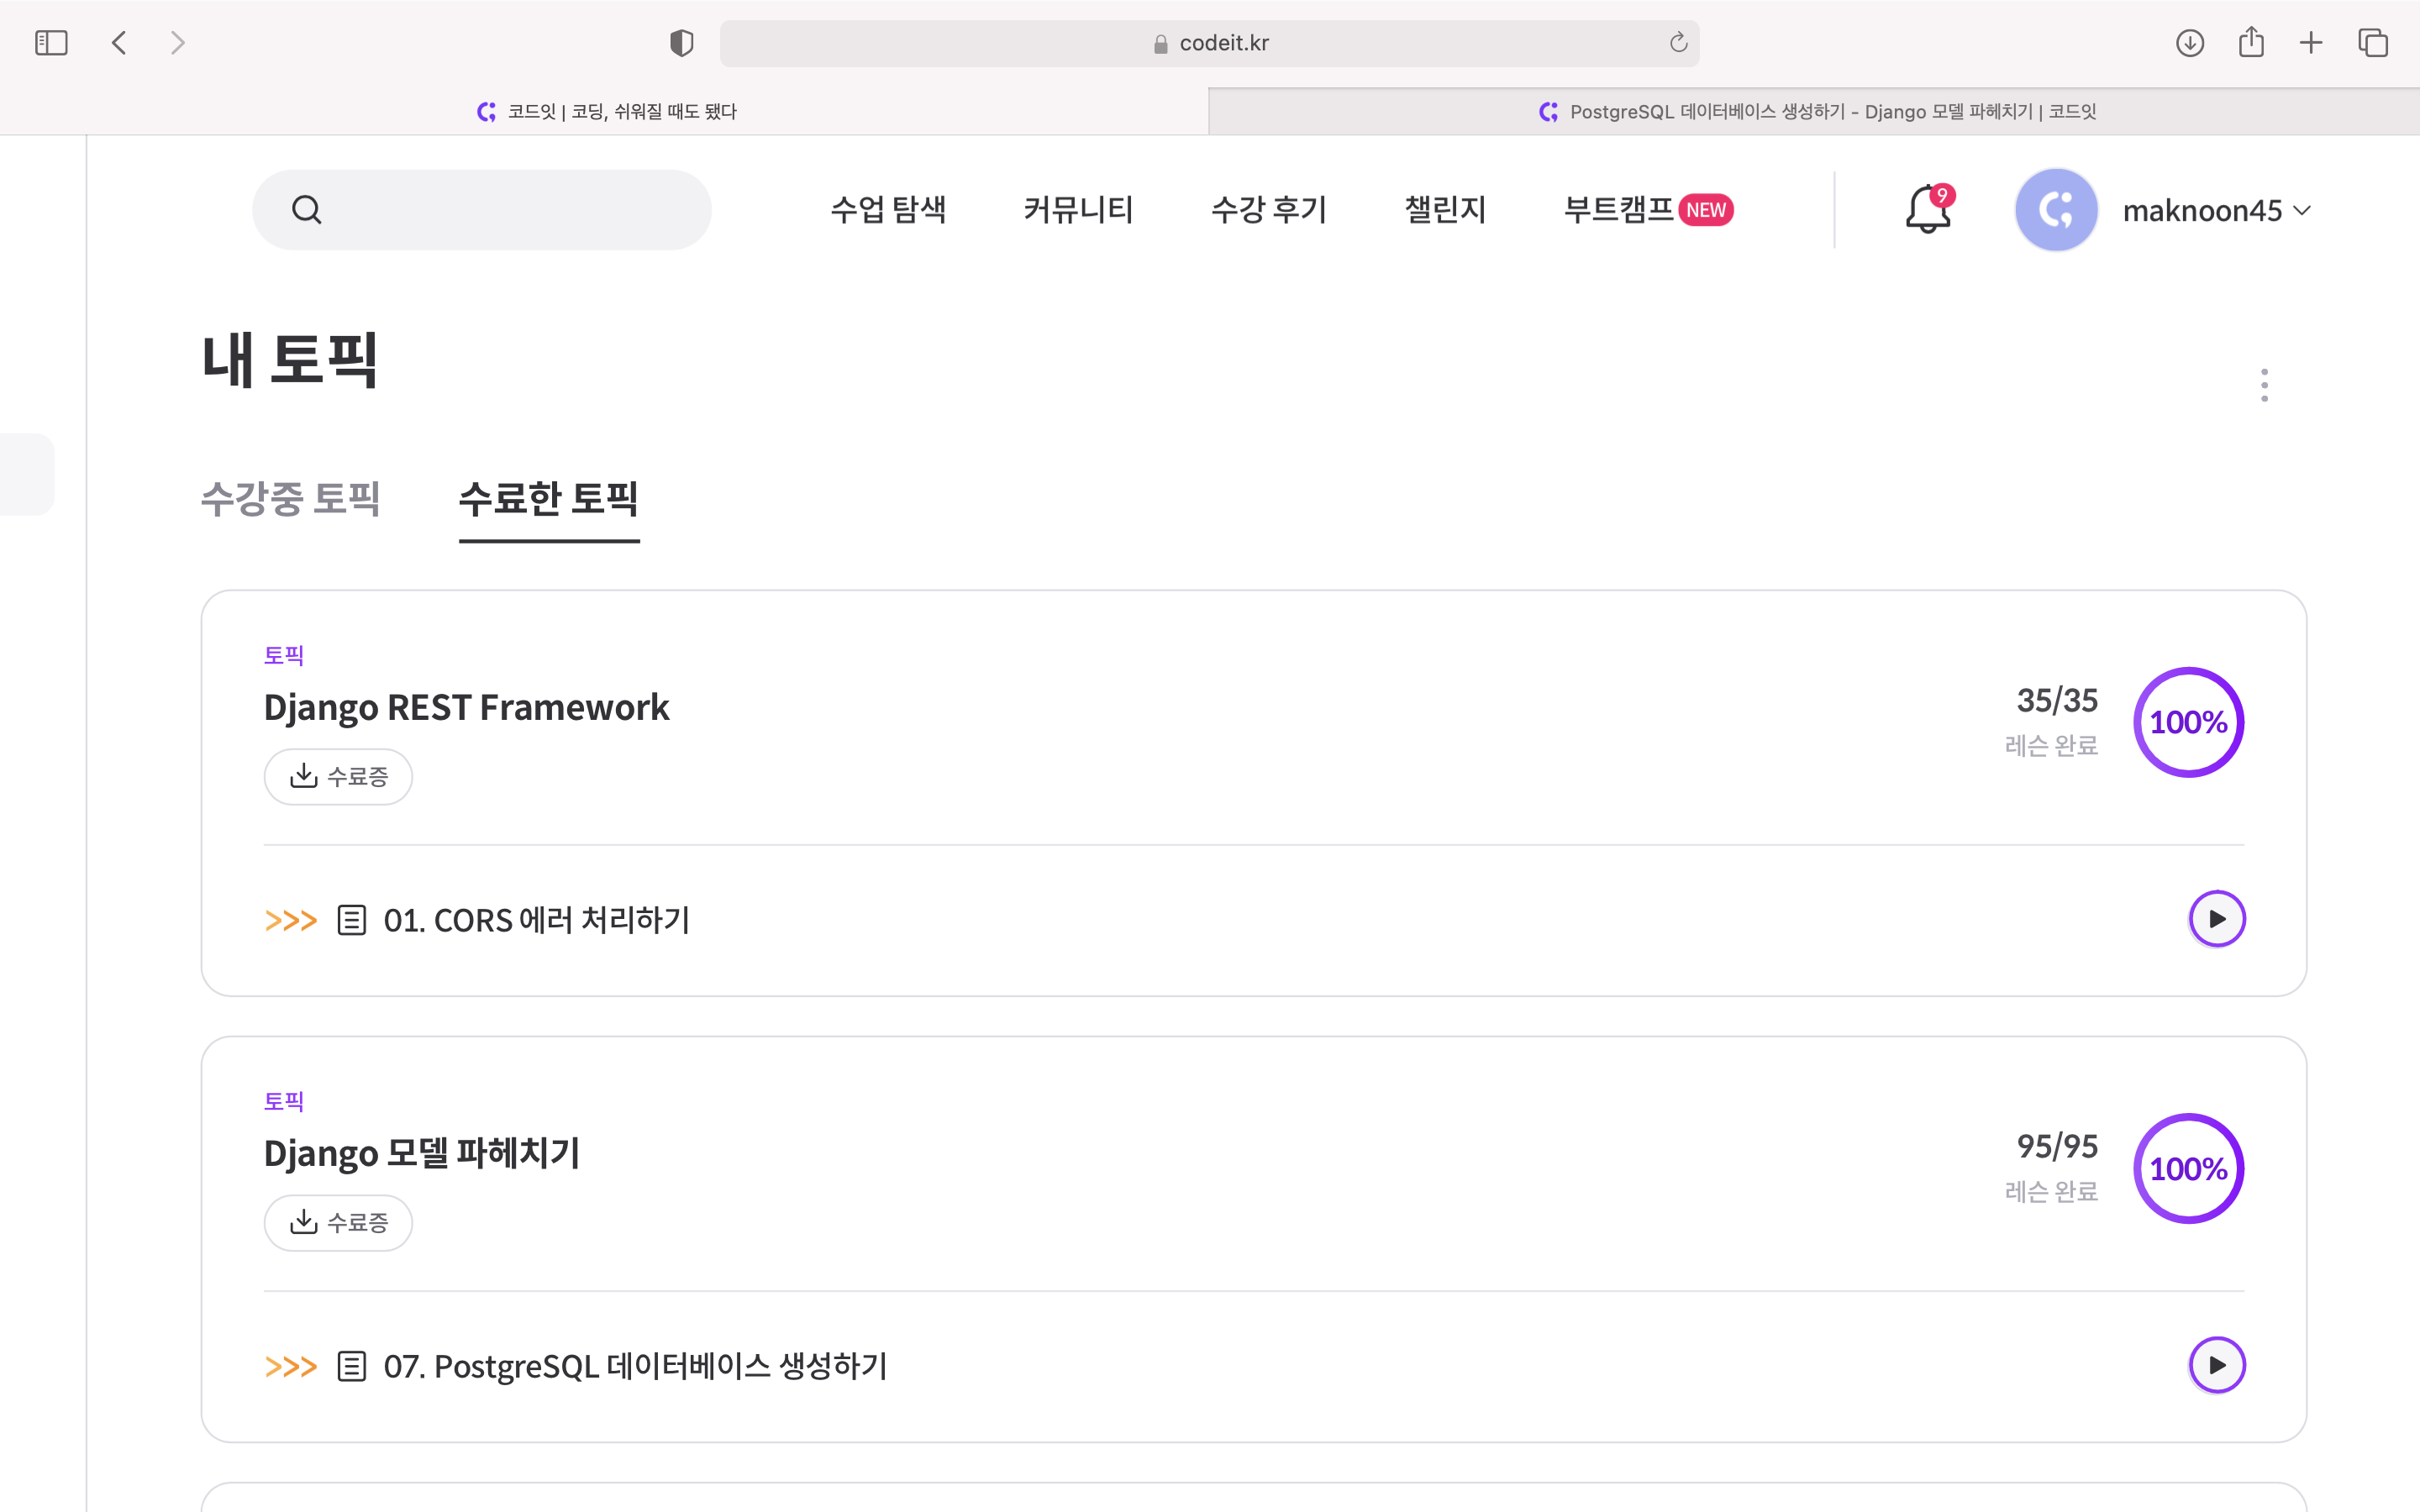 codeit.kr
코드잇 | 코딩, 쉬워질 때도 됐다
PostgreSQL 데이터베이스 생성하기 - Django 모델 파헤치기 | 코드잇
수업 탐색
커뮤니티
수강 후기
챌린지
부트캠프 NEW
9
maknoon45
내 토픽
수강중 토픽
수료한 토픽
토픽
Django REST Framework
수료증
35/35
레슨 완료
100%
>>> 01. CORS 에러 처리하기
토픽
Django 모델 파헤치기
수료증
95/95
레슨 완료
100%
>>> 07. PostgreSQL 데이터베이스 생성하기